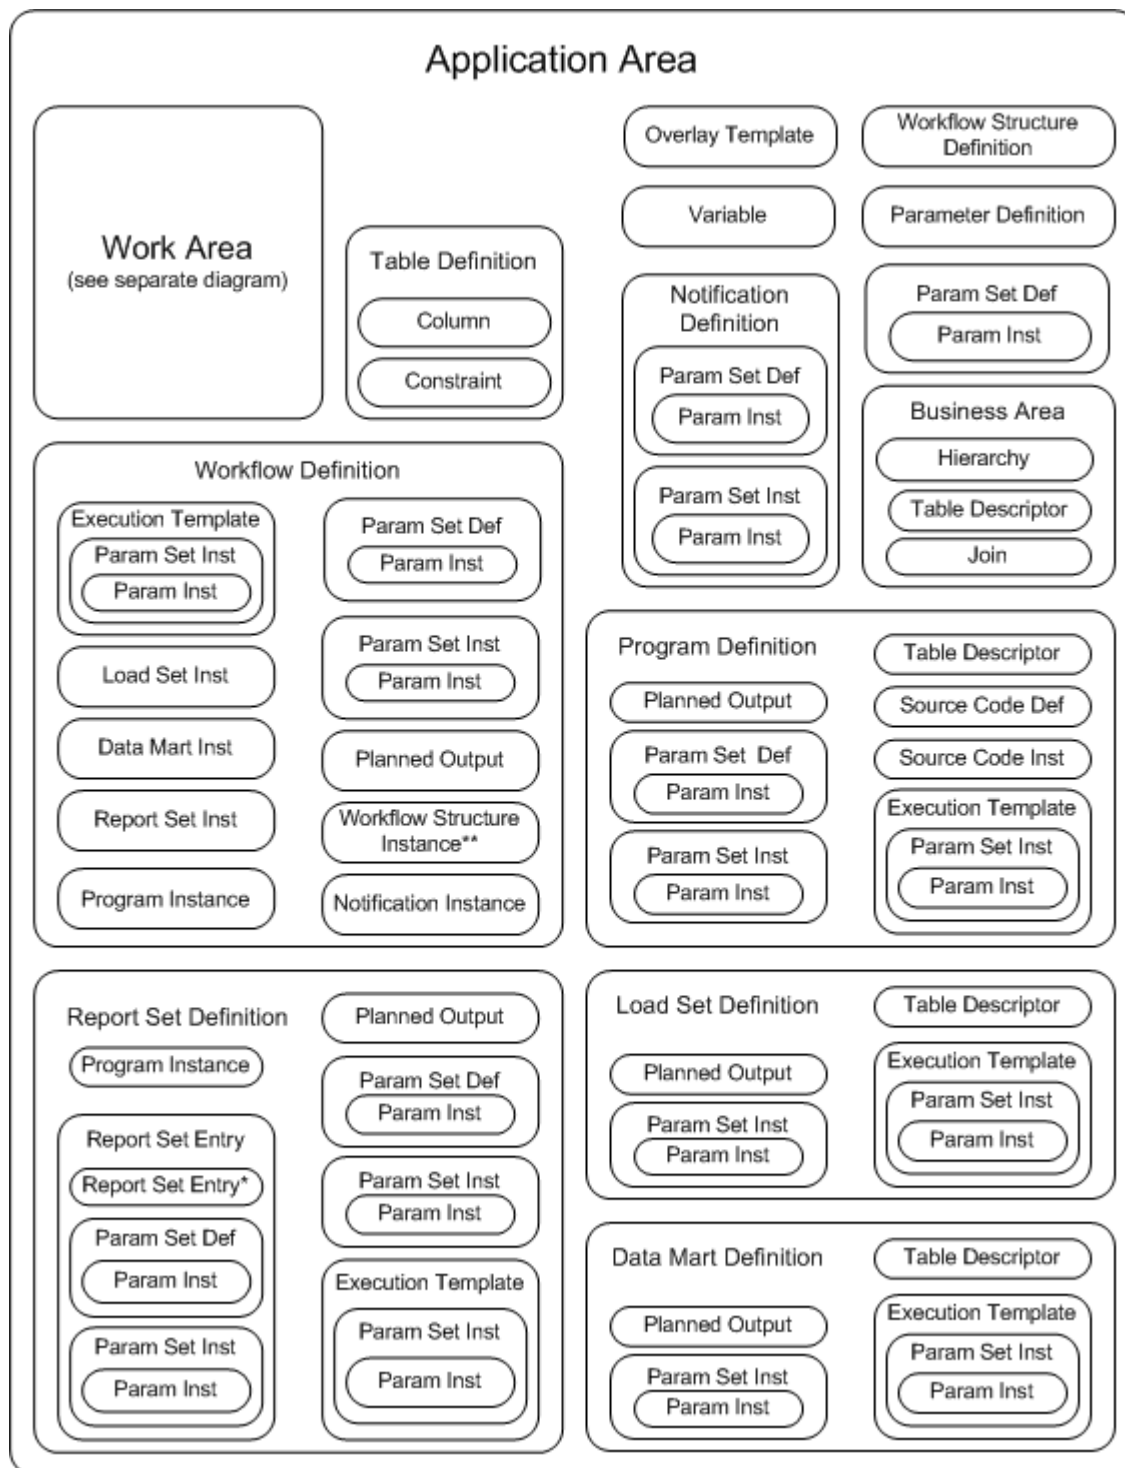 Application Area
Work Area
(see separate diagram)
Table Definition
Column
Constraint
Overlay Template
Workflow Structure
Definition
Variable
Parameter Definition
Notification
Definition
Param Set Def
Param Inst
Param Set Inst
Param Inst
Param Set Def
Param Inst
Business Area
Hierarchy
Table Descriptor
Join
Workflow Definition
Execution Template
Param Set Inst
Param Inst
Load Set Inst
Data Mart Inst
Report Set Inst
Program Instance
Param Set Def
Param Inst
Param Set Inst
Param Inst
Planned Output
Workflow Structure
Instance**
Notification Instance
Program Definition
Planned Output
Param Set  Def
Param Inst
Param Set Inst
Param Inst
Table Descriptor
Source Code Def
Source Code Inst
Execution Template
Param Set Inst
Param Inst
Report Set Definition
Program Instance
Report Set Entry
Report Set Entry*
Param Set Def
Param Inst
Param Set Inst
Param Inst
Planned Output
Param Set Def
Param Inst
Param Set Inst
Param Inst
Execution Template
Param Set Inst
Param Inst
Load Set Definition
Planned Output
Param Set Inst
Param Inst
Table Descriptor
Execution Template
Param Set Inst
Param Inst
Data Mart Definition
Planned Output
Param Set Inst
Param Inst
Table Descriptor
Execution Template
Param Set Inst
Param Inst